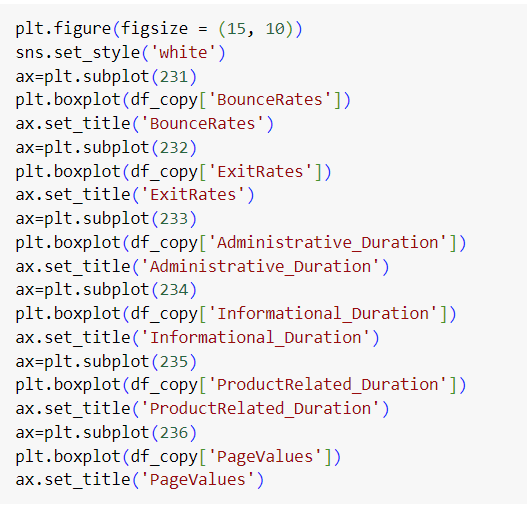 plt.figure(figsize = (15, 10))
sns.set_style('white')
ax=plt.subplot(231)
plt.boxplot(df_copy['BounceRates'])
ax.set_title('BounceRates')
ax=plt.subplot(232)
plt.boxplot(df_copy['ExitRates'])
ax.set_title('ExitRates')
ax=plt.subplot(233)
plt.boxplot(df_copy['Administrative_Duration'])
ax.set_title('Administrative_Duration')
ax=plt.subplot(234)
plt.boxplot(df_copy['Informational_Duration'])
ax.set_title('Informational_Duration')
ax=plt.subplot(235)
plt.boxplot(df_copy['ProductRelated_Duration'])
ax.set_title('ProductRelated_Duration')
ax=plt.subplot(236)
plt.boxplot(df_copy['PageValues'])
ax.set_title('PageValues')